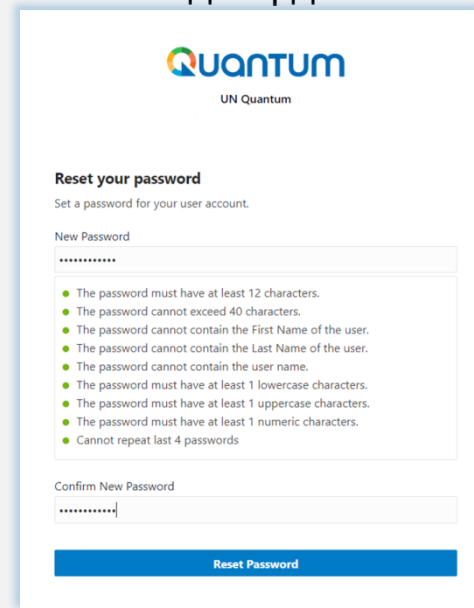 QUANTUM
UN Quantum
Reset your password
Set a password for your user account.
New Password
••••••••••••
● The password must have at least 12 characters.
● The password cannot exceed 40 characters.
● The password cannot contain the First Name of the user.
● The password cannot contain the Last Name of the user.
● The password cannot contain the user name.
● The password must have at least 1 lowercase characters.
● The password must have at least 1 uppercase characters.
● The password must have at least 1 numeric characters.
● Cannot repeat last 4 passwords
Confirm New Password
••••••••••••
Reset Password